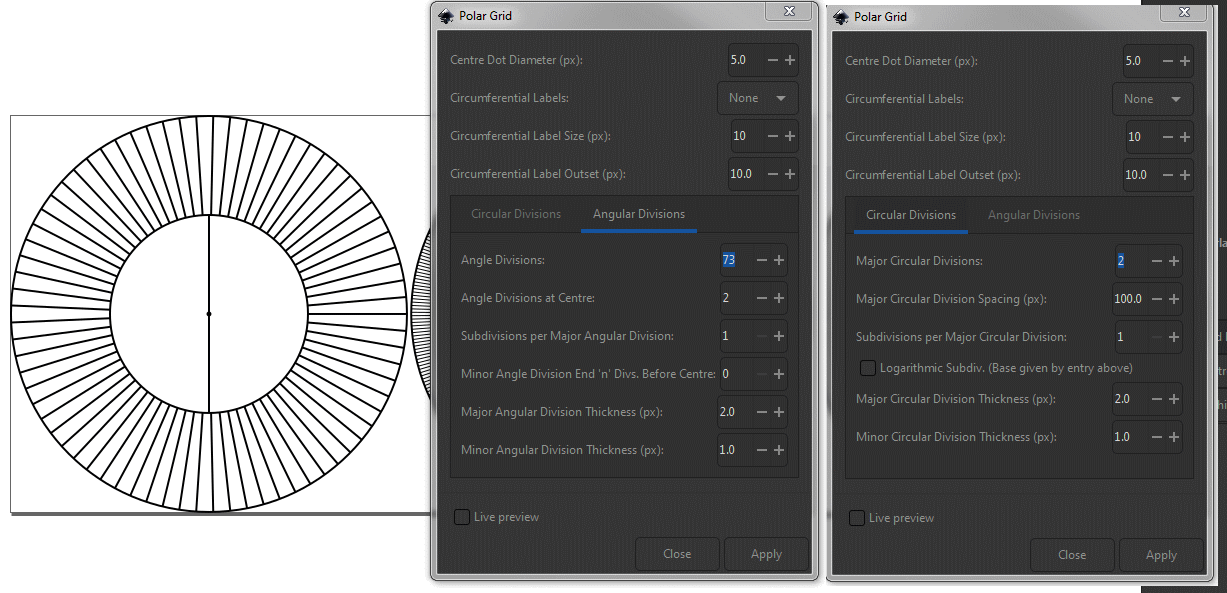 Polar Grid
Centre Dot Diameter (px): 5.0
Circumferential Labels: None
Circumferential Label Size (px): 10
Circumferential Label Outset (px): 10.0
Circular Divisions Angular Divisions
Angle Divisions: 73
Angle Divisions at Centre: 2
Subdivisions per Major Angular Division: 1
Minor Angle Division End 'n' Divs. Before Centre: 0
Major Angular Division Thickness (px): 2.0
Minor Angular Division Thickness (px): 1.0
Live preview
Close Apply
Polar Grid
Centre Dot Diameter (px): 5.0
Circumferential Labels: None
Circumferential Label Size (px): 10
Circumferential Label Outset (px): 10.0
Circular Divisions Angular Divisions
Major Circular Divisions: 2
Major Circular Division Spacing (px): 100.0
Subdivisions per Major Circular Division: 1
Logarithmic Subdiv. (Base given by entry above)
Major Circular Division Thickness (px): 2.0
Minor Circular Division Thickness (px): 1.0
Live preview
Close Apply